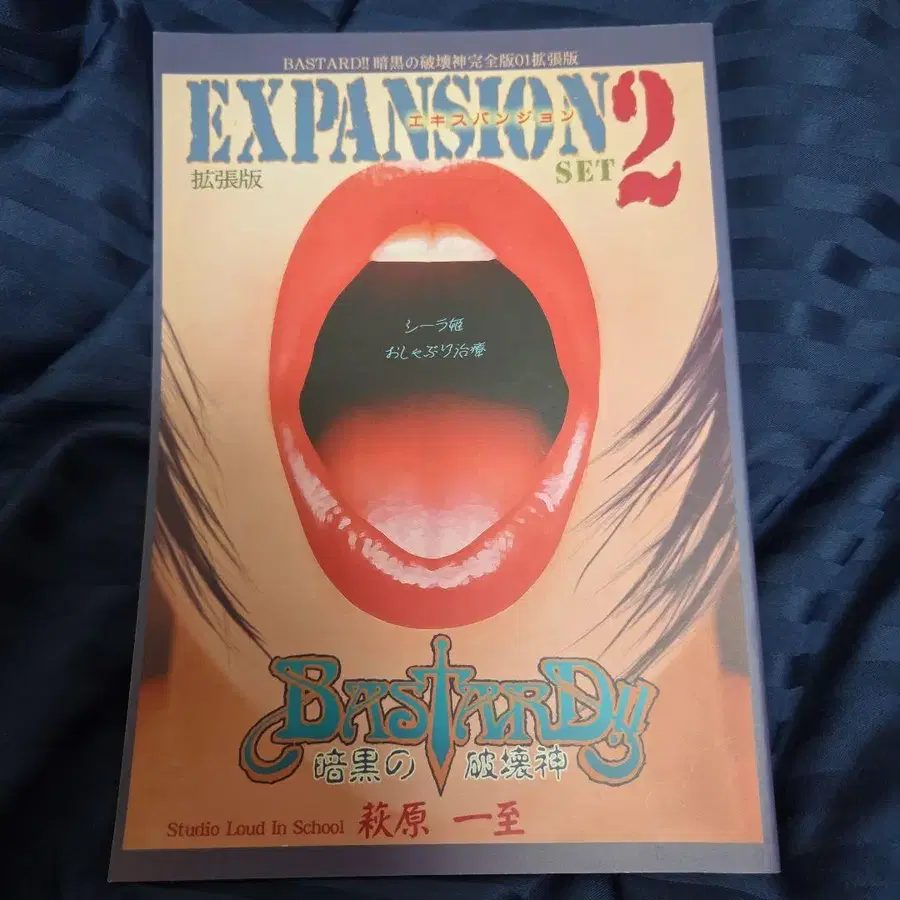 BASTARD!! 暗黒の破壊神完全版01拡張版
EXPANSION
エキスパンジョン
SET 2
拡張版
シーラ姫
おしゃぶり治療
BASTARD!!
暗黒の 破壊神
Studio Loud In School 萩原 一至